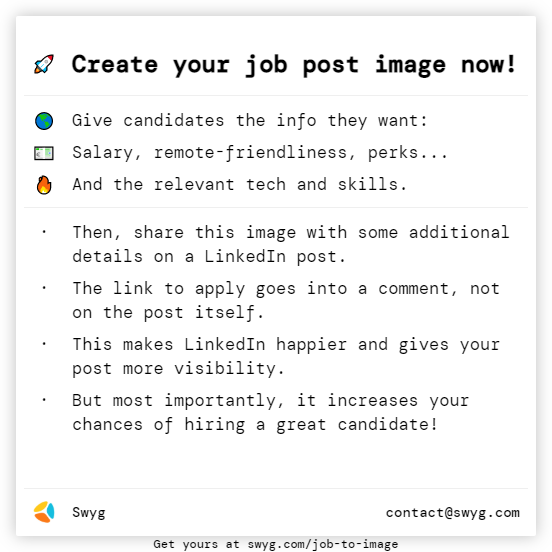 Create your job post image now!
Give candidates the info they want:
Salary, remote-friendliness, perks...
And the relevant tech and skills.
· Then, share this image with some additional
details on a LinkedIn post.
· The link to apply goes into a comment, not
on the post itself.
· This makes LinkedIn happier and gives your
post more visibility.
· But most importantly, it increases your
chances of hiring a great candidate!
Swyg contact@swyg.com
Get yours at swyg.com/job-to-image